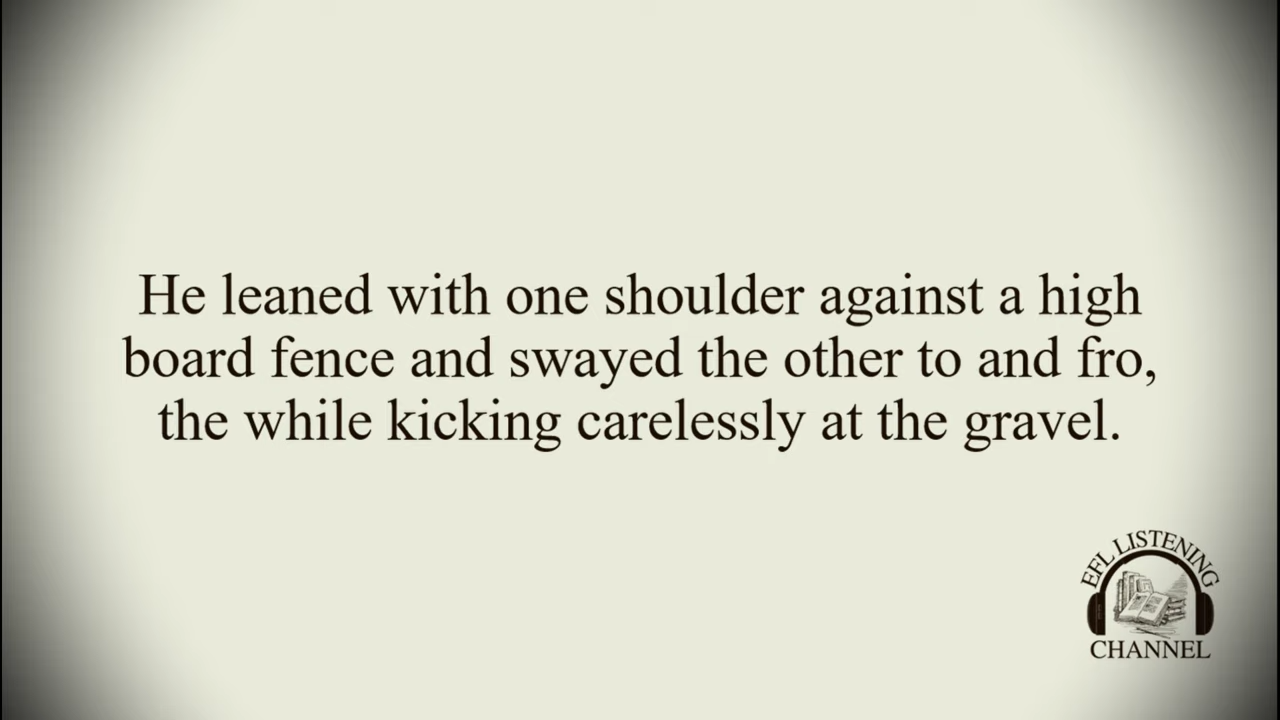 He leaned with one shoulder against a high
board fence and swayed the other to and fro,
the while kicking carelessly at the gravel.
EFL LISTENING
CHANNEL